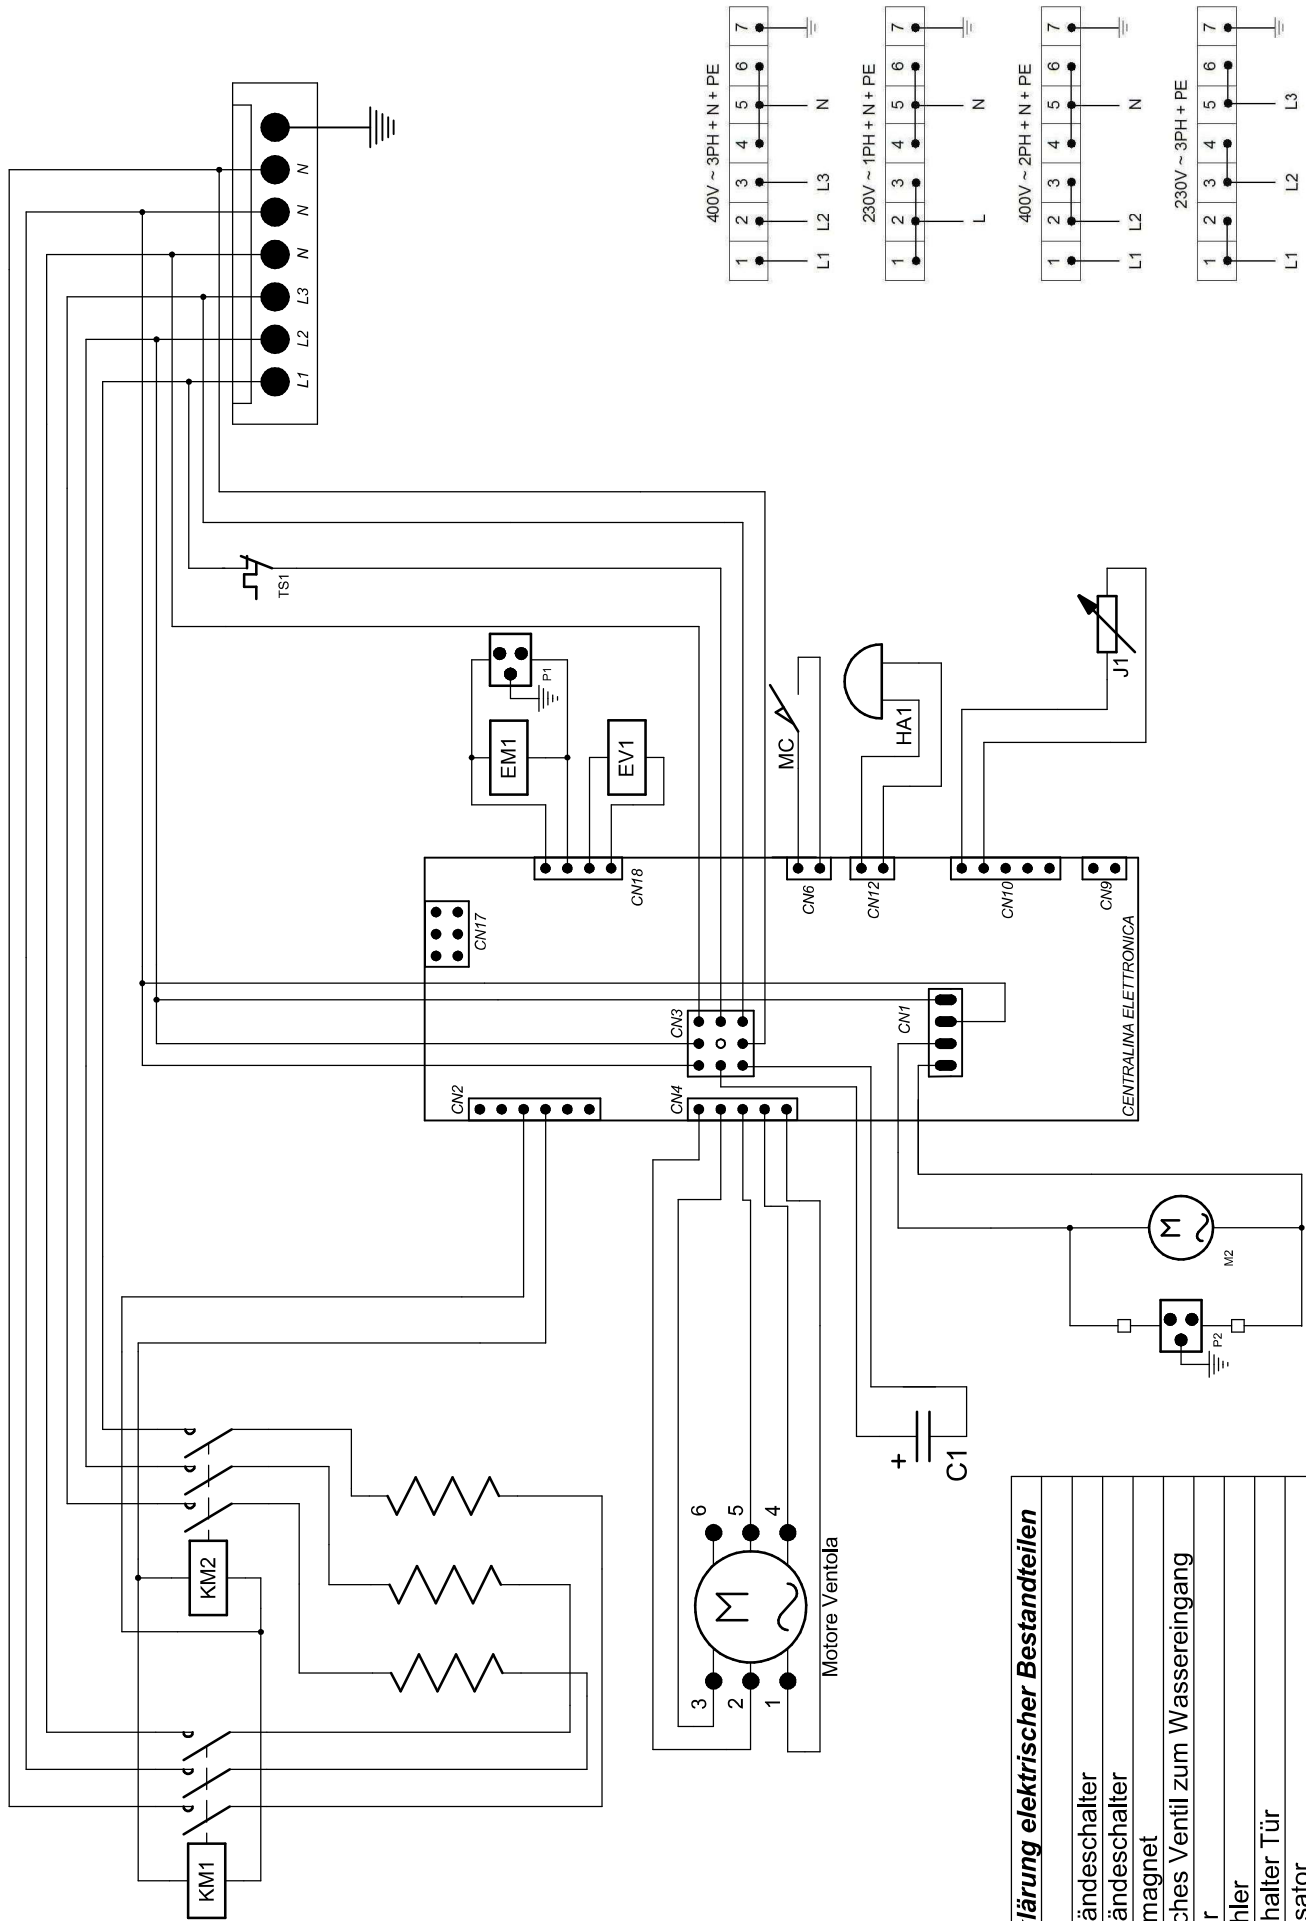 400V ~ 3PH + N + PE
1 2 3 4 5 6 7
L1 L2 L3 N
230V ~ 1PH + N + PE
1 2 3 4 5 6 7
L N
400V ~ 2PH + N + PE
1 2 3 4 5 6 7
L1 L2 N
230V ~ 3PH + PE
1 2 3 4 5 6 7
L1 L2 L3
L1 L2 L3 N N N
TS1
P1
EM1
EV1
MC
HA1
J1
CN18
CN17
CN6
CN12
CN10
CN9
CN3
CN1
CN2
CN4
CENTRALINA ELETTRONICA
KM2
KM1
M
3 2 1
6 5 4
Motore Ventola
+
C1
M
M2
P2
lärung elektrischer Bestandteilen
ändeschalter
ändeschalter
magnet
ches Ventil zum Wassereingang
r
hler
halter Tür
sator